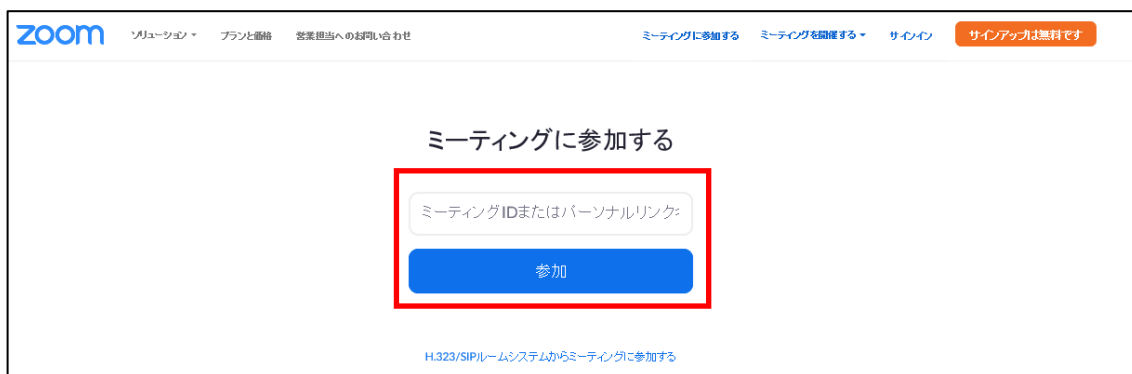 zoom ソリューション プランと価格 営業担当へのお問い合わせ ミーティングに参加する ミーティングを開催する サインイン サインアップは無料です
ミーティングに参加する
ミーティングIDまたはパーソナルリンク
参加
H.323/SIPルームシステムからミーティングに参加する